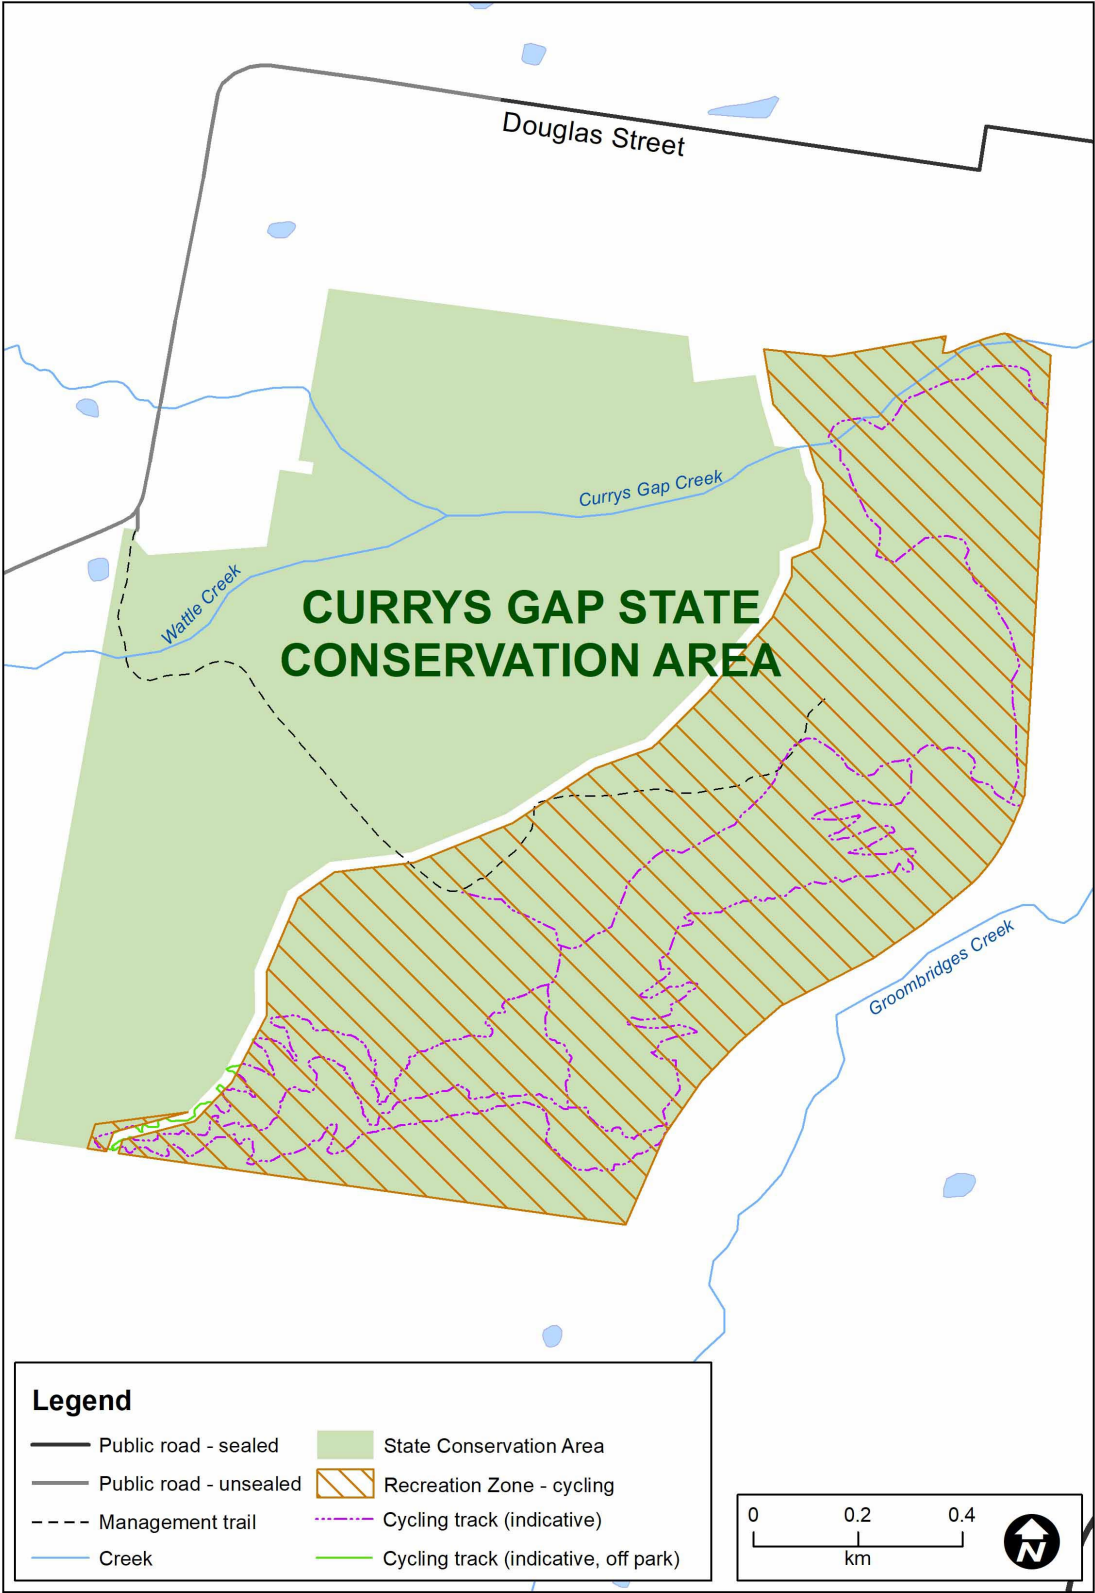 Douglas Street
Currys Gap Creek
Wattle Creek
CURRYS GAP STATE
CONSERVATION AREA
Groombridges Creek
Legend
Public road - sealed
Public road - unsealed
Management trail
Creek
State Conservation Area
Recreation Zone - cycling
Cycling track (indicative)
Cycling track (indicative, off park)
0 0.2 0.4
km
N